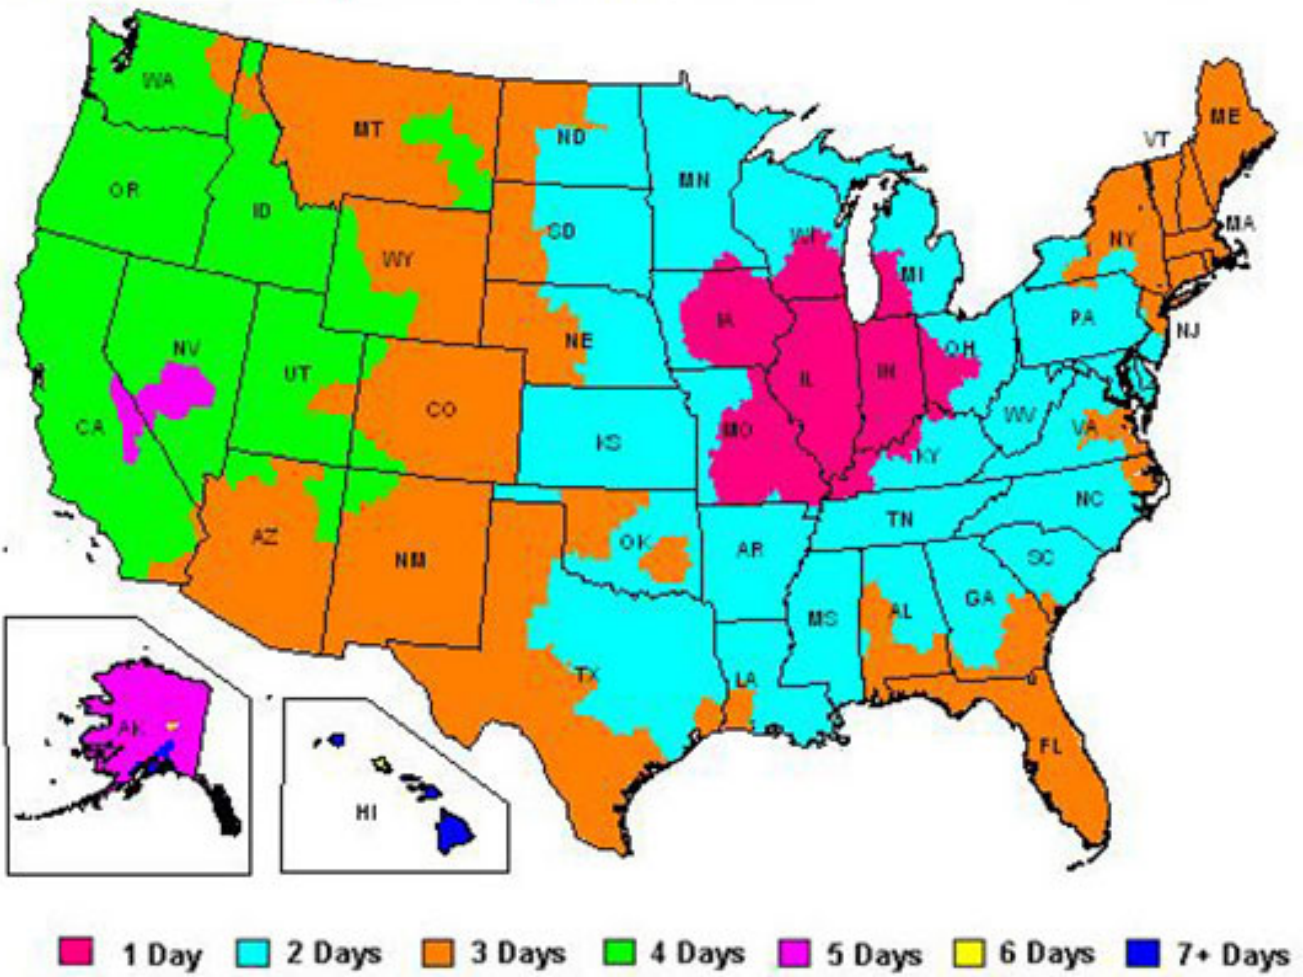 WA
MT
ND
MN
ME
VT
OR
ID
SD
WI
MI
NY
MA
WY
IA
PA
NJ
NV
NE
OH
UT
CO
IL
IN
CA
KS
MO
WV
VA
KY
NC
AZ
NM
OK
AR
TN
SC
MS
AL
GA
TX
LA
FL
AK
HI
1 Day 2 Days 3 Days 4 Days 5 Days 6 Days 7+ Days